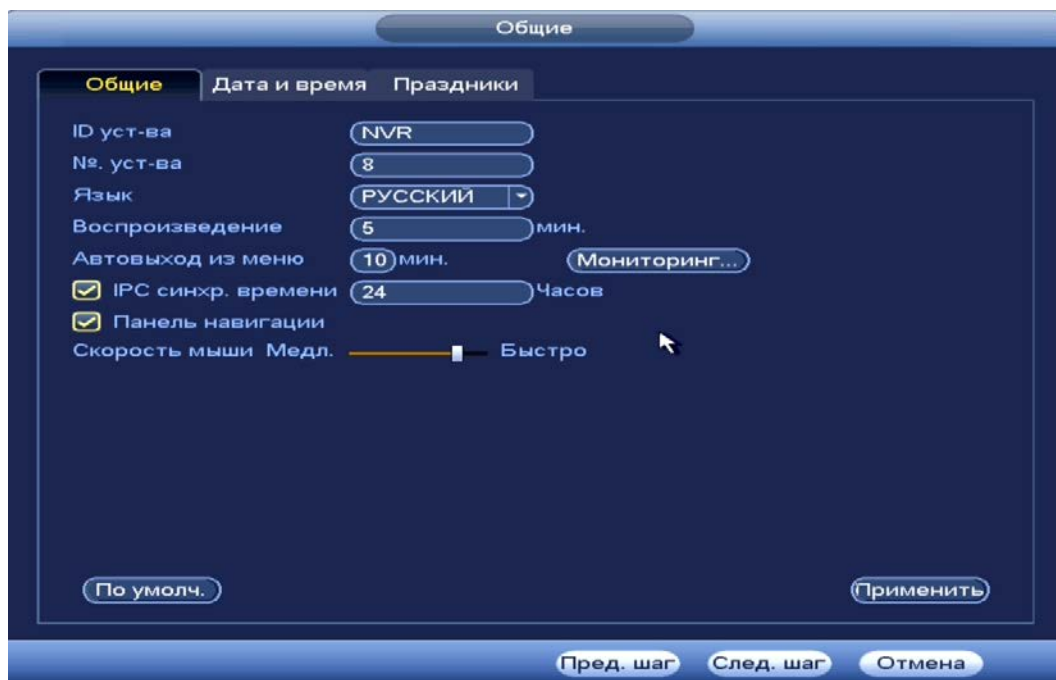 Общие
Общие Дата и время Праздники
ID уст-ва NVR
№. уст-ва 8
Язык РУССКИЙ
Воспроизведение 5 мин.
Автовыход из меню 10 мин. Мониторинг...
IPC синхр. времени 24 Часов
Панель навигации
Скорость мыши Медл. Быстро
По умолч. Применить
Пред. шаг След. шаг Отмена